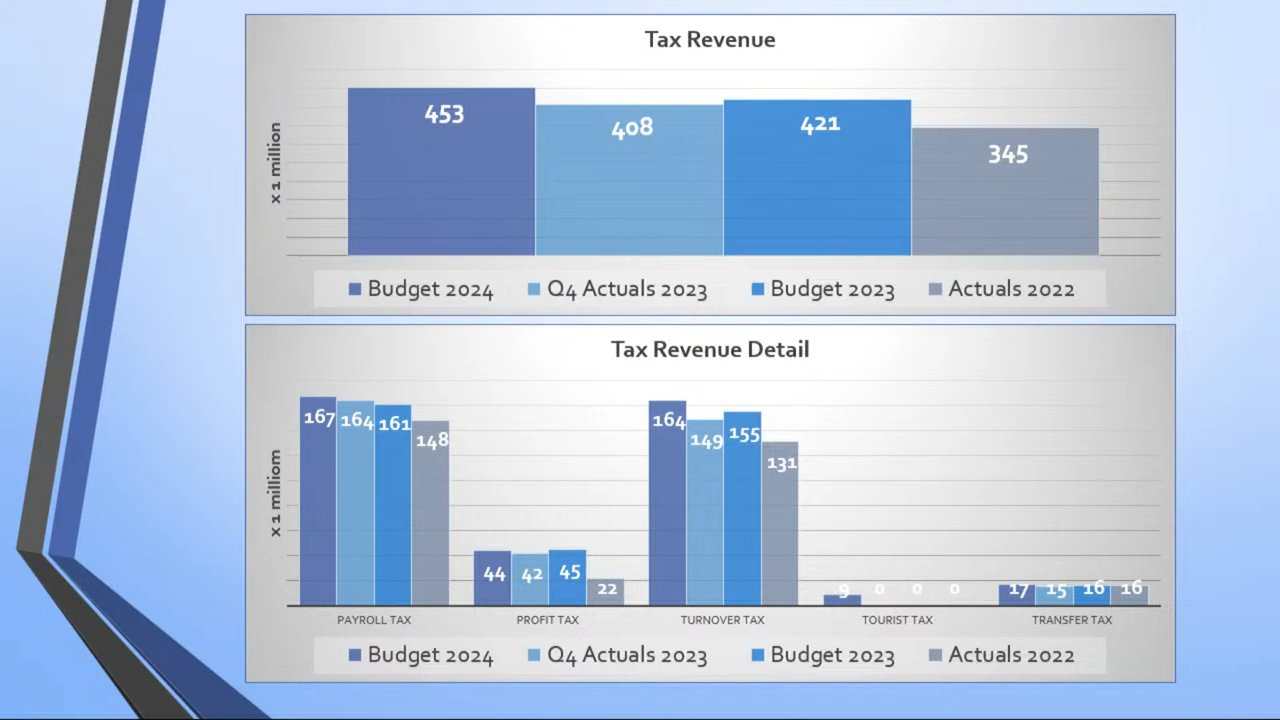 Tax Revenue
x 1 million
453
408
421
345
Budget 2024 Q4 Actuals 2023 Budget 2023 Actuals 2022
Tax Revenue Detail
x 1 milliom
167 164 161 148
44 42 45 22
164 149 155 131
9 0 0 0
17 15 16 16
PAYROLL TAX PROFIT TAX TURNOVER TAX TOURIST TAX TRANSFER TAX
Budget 2024 Q4 Actuals 2023 Budget 2023 Actuals 2022